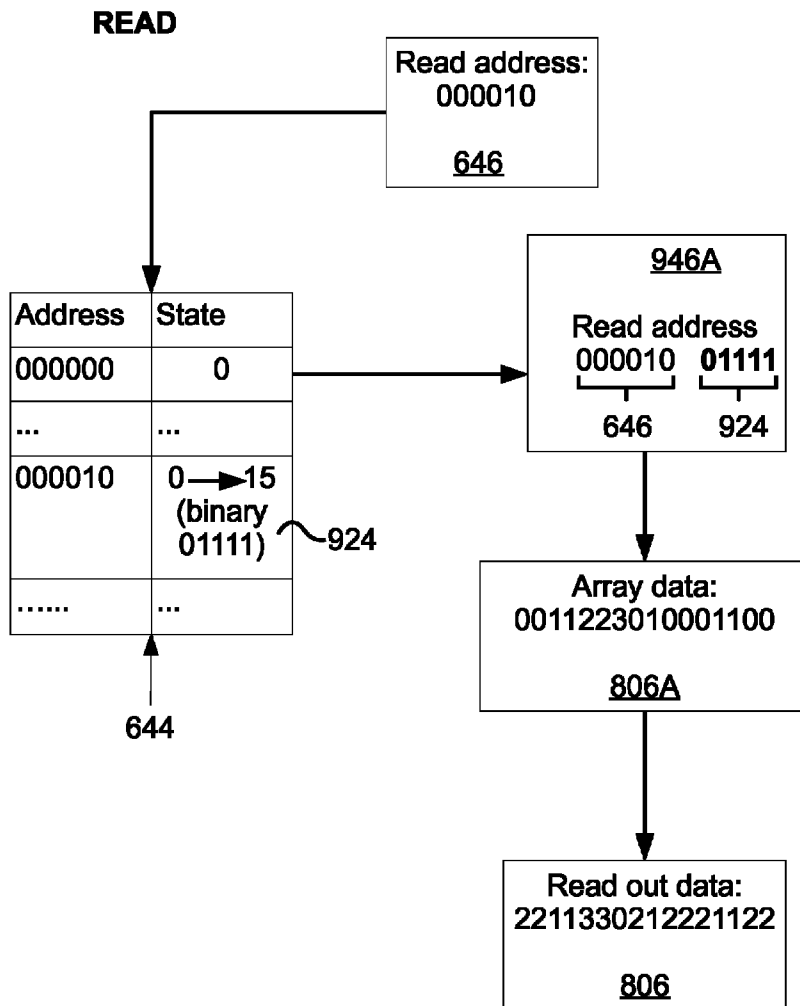 READ
Read address:
000010
646
Address State
000000 0
... ...
000010 0 15
(binary
01111)
924
...... ...
644
946A
Read address
000010 01111
646 924
Array data:
0011223010001100
806A
Read out data:
2211330212221122
806